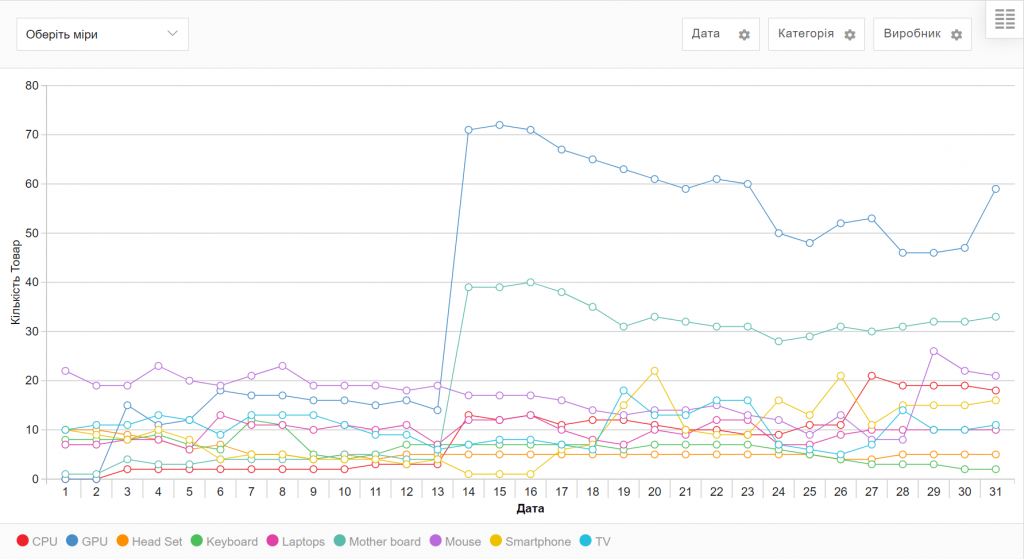 Оберіть міри
Дата
Категорія
Виробник
80
70
60
50
40
30
20
10
0
Кількість Товар
1 2 3 4 5 6 7 8 9 10 11 12 13 14 15 16 17 18 19 20 21 22 23 24 25 26 27 28 29 30 31
Дата
CPU GPU Head Set Keyboard Laptops Mother board Mouse Smartphone TV